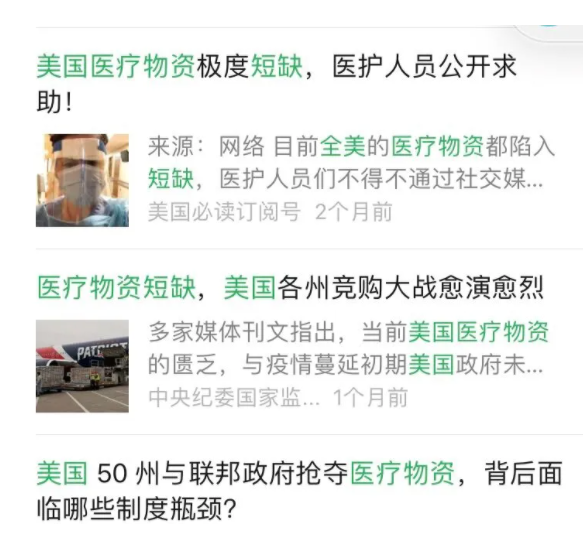 美国医疗物资极度短缺，医护人员公开求
助！
来源：网络 目前全美的医疗物资都陷入
短缺，医护人员们不得不通过社交媒...
美国必读订阅号 2个月前
医疗物资短缺，美国各州竞购大战愈演愈烈
PATRIOT
多家媒体刊文指出，当前美国医疗物资
的匮乏，与疫情蔓延初期美国政府未...
中央纪委国家监... 1个月前
美国 50 州与联邦政府抢夺医疗物资，背后面
临哪些制度瓶颈?